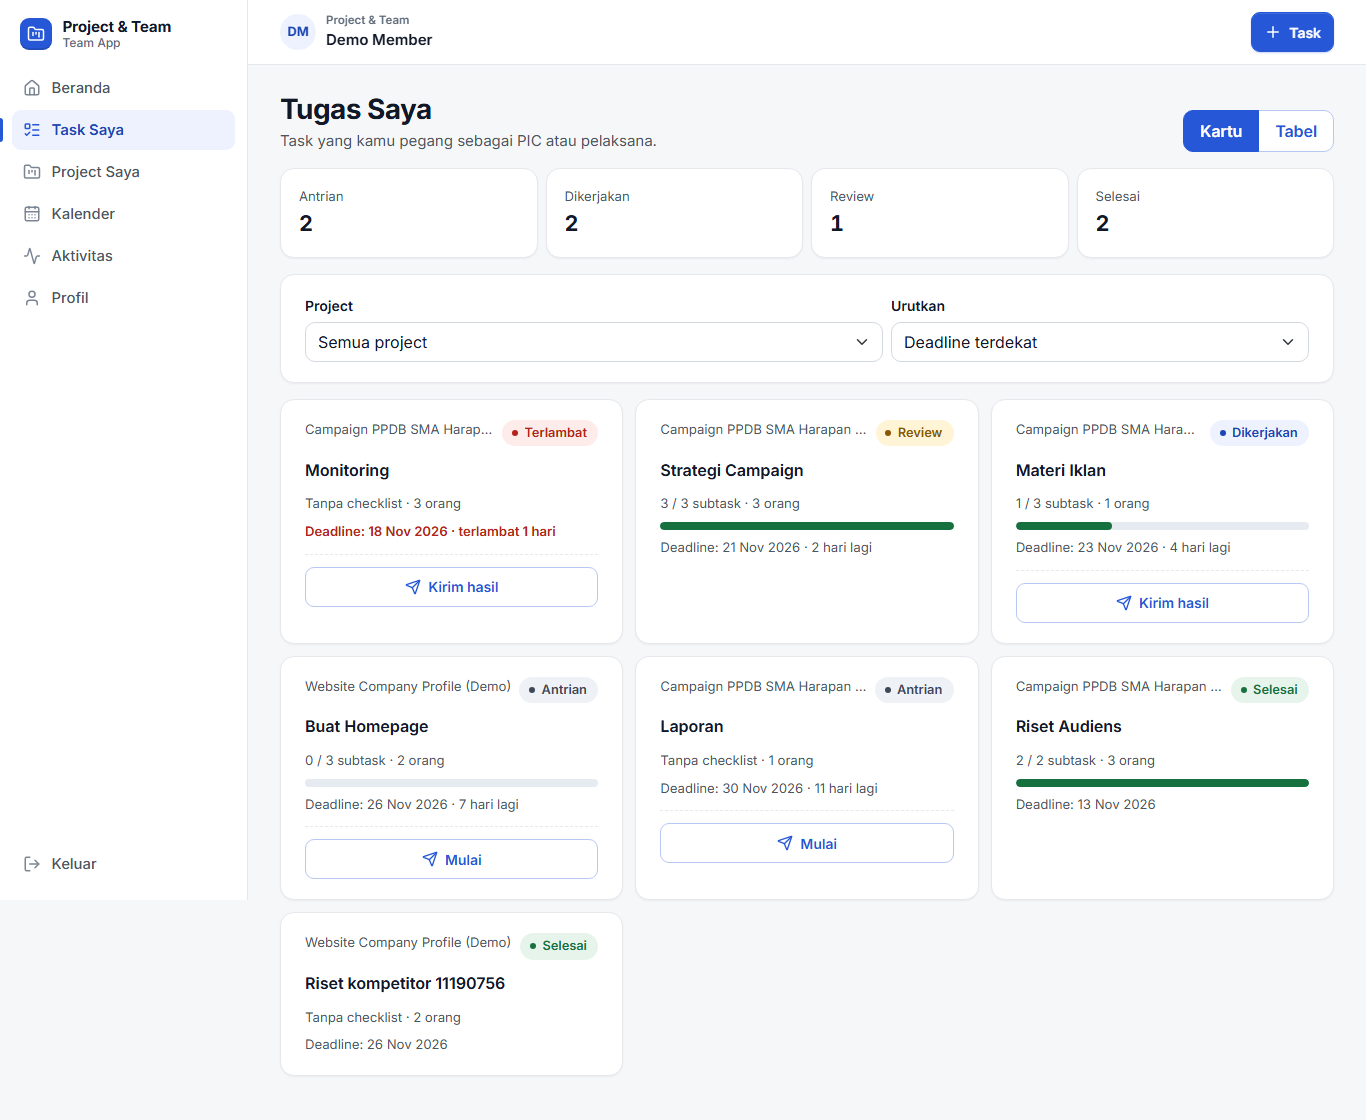 Project & Team
Team App
Beranda
Task Saya
Project Saya
Kalender
Aktivitas
Profil
Keluar
DM
Project & Team
Demo Member
Task
Tugas Saya
Task yang kamu pegang sebagai PIC atau pelaksana.
Kartu
Tabel
Antrian
2
Dikerjakan
2
Review
1
Selesai
2
Project
Semua project
Urutkan
Deadline terdekat
Campaign PPDB SMA Harap...
Terlambat
Monitoring
Tanpa checklist · 3 orang
Deadline: 18 Nov 2026 · terlambat 1 hari
Kirim hasil
Campaign PPDB SMA Harapan ...
Review
Strategi Campaign
3 / 3 subtask · 3 orang
Deadline: 21 Nov 2026 · 2 hari lagi
Campaign PPDB SMA Hara...
Dikerjakan
Materi Iklan
1 / 3 subtask · 1 orang
Deadline: 23 Nov 2026 · 4 hari lagi
Kirim hasil
Website Company Profile (Demo)
Antrian
Buat Homepage
0 / 3 subtask · 2 orang
Deadline: 26 Nov 2026 · 7 hari lagi
Mulai
Campaign PPDB SMA Harapan ...
Antrian
Laporan
Tanpa checklist · 1 orang
Deadline: 30 Nov 2026 · 11 hari lagi
Mulai
Campaign PPDB SMA Harapan ...
Selesai
Riset Audiens
2 / 2 subtask · 3 orang
Deadline: 13 Nov 2026
Website Company Profile (Demo)
Selesai
Riset kompetitor 11190756
Tanpa checklist · 2 orang
Deadline: 26 Nov 2026